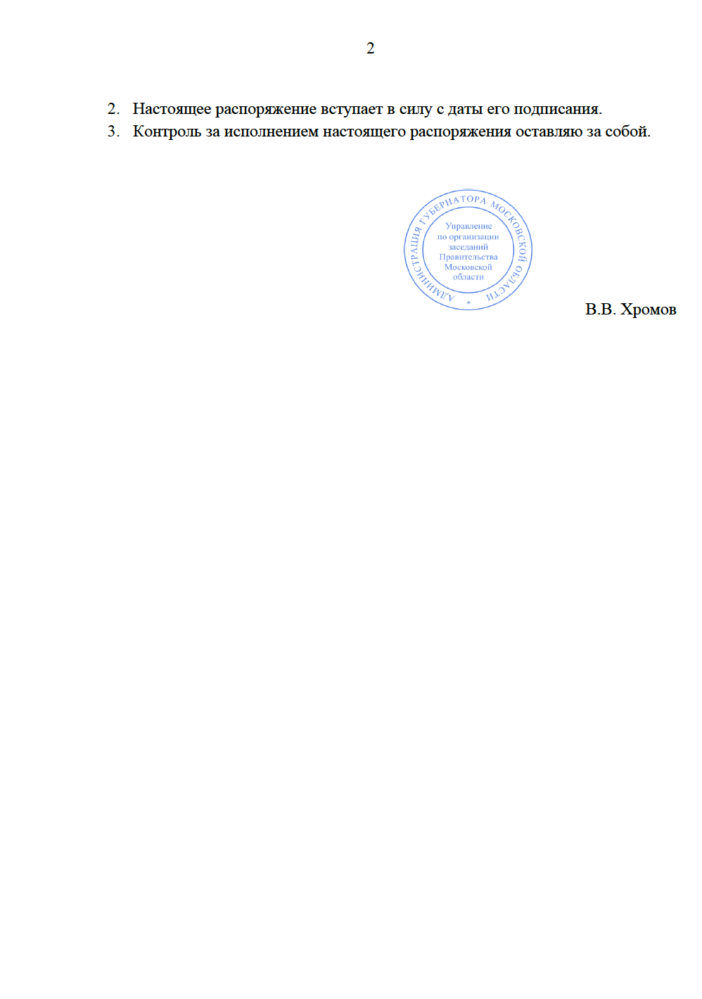 2
2. Настоящее распоряжение вступает в силу с даты его подписания.
3. Контроль за исполнением настоящего распоряжения оставляю за собой.
АДМИНИСТРАЦИЯ ГУБЕРНАТОРА МОСКОВСКОЙ ОБЛАСТИ
Управление
по организации
заседаний
Правительства
Московской
области
*
В.В. Хромов